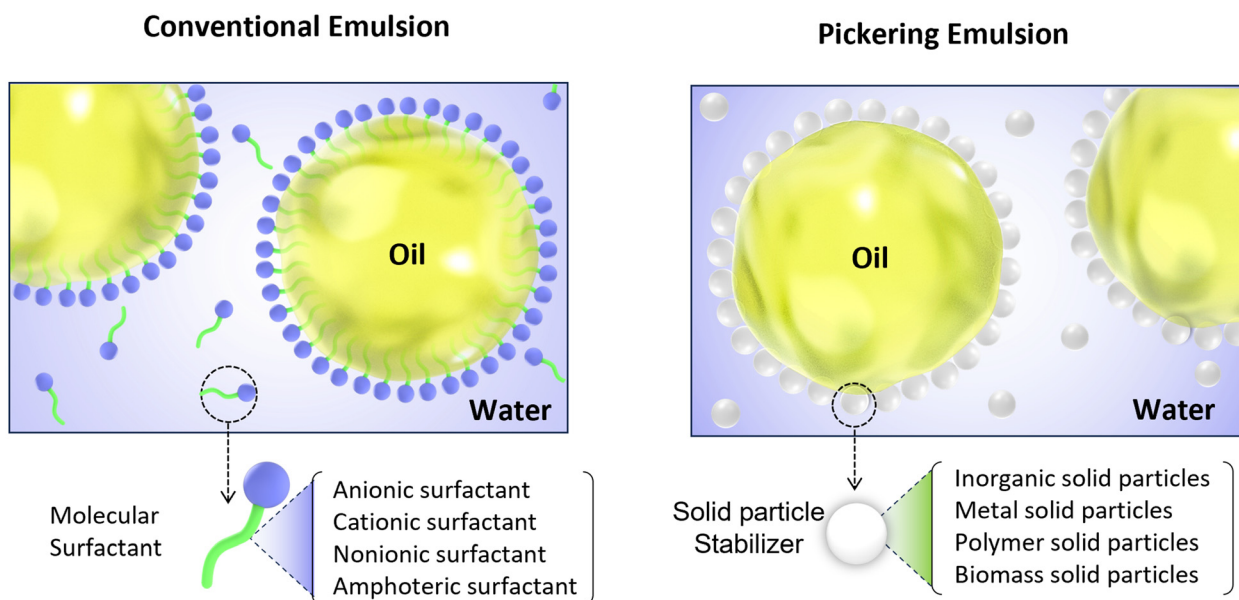 Conventional Emulsion
Oil
Water
Molecular
Surfactant
Anionic surfactant
Cationic surfactant
Nonionic surfactant
Amphoteric surfactant
Pickering Emulsion
Oil
Water
Solid particle
Stabilizer
Inorganic solid particles
Metal solid particles
Polymer solid particles
Biomass solid particles